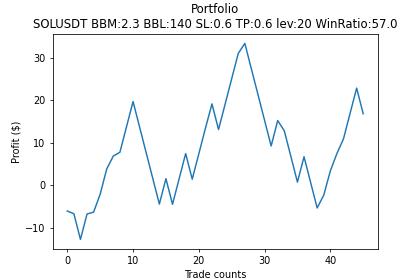 Portfolio
SOLUSDT BBM:2.3 BBL:140 SL:0.6 TP:0.6 lev:20 WinRatio:57.0
30
20
10
0
−10
Profit ($)
0 10 20 30 40
Trade counts